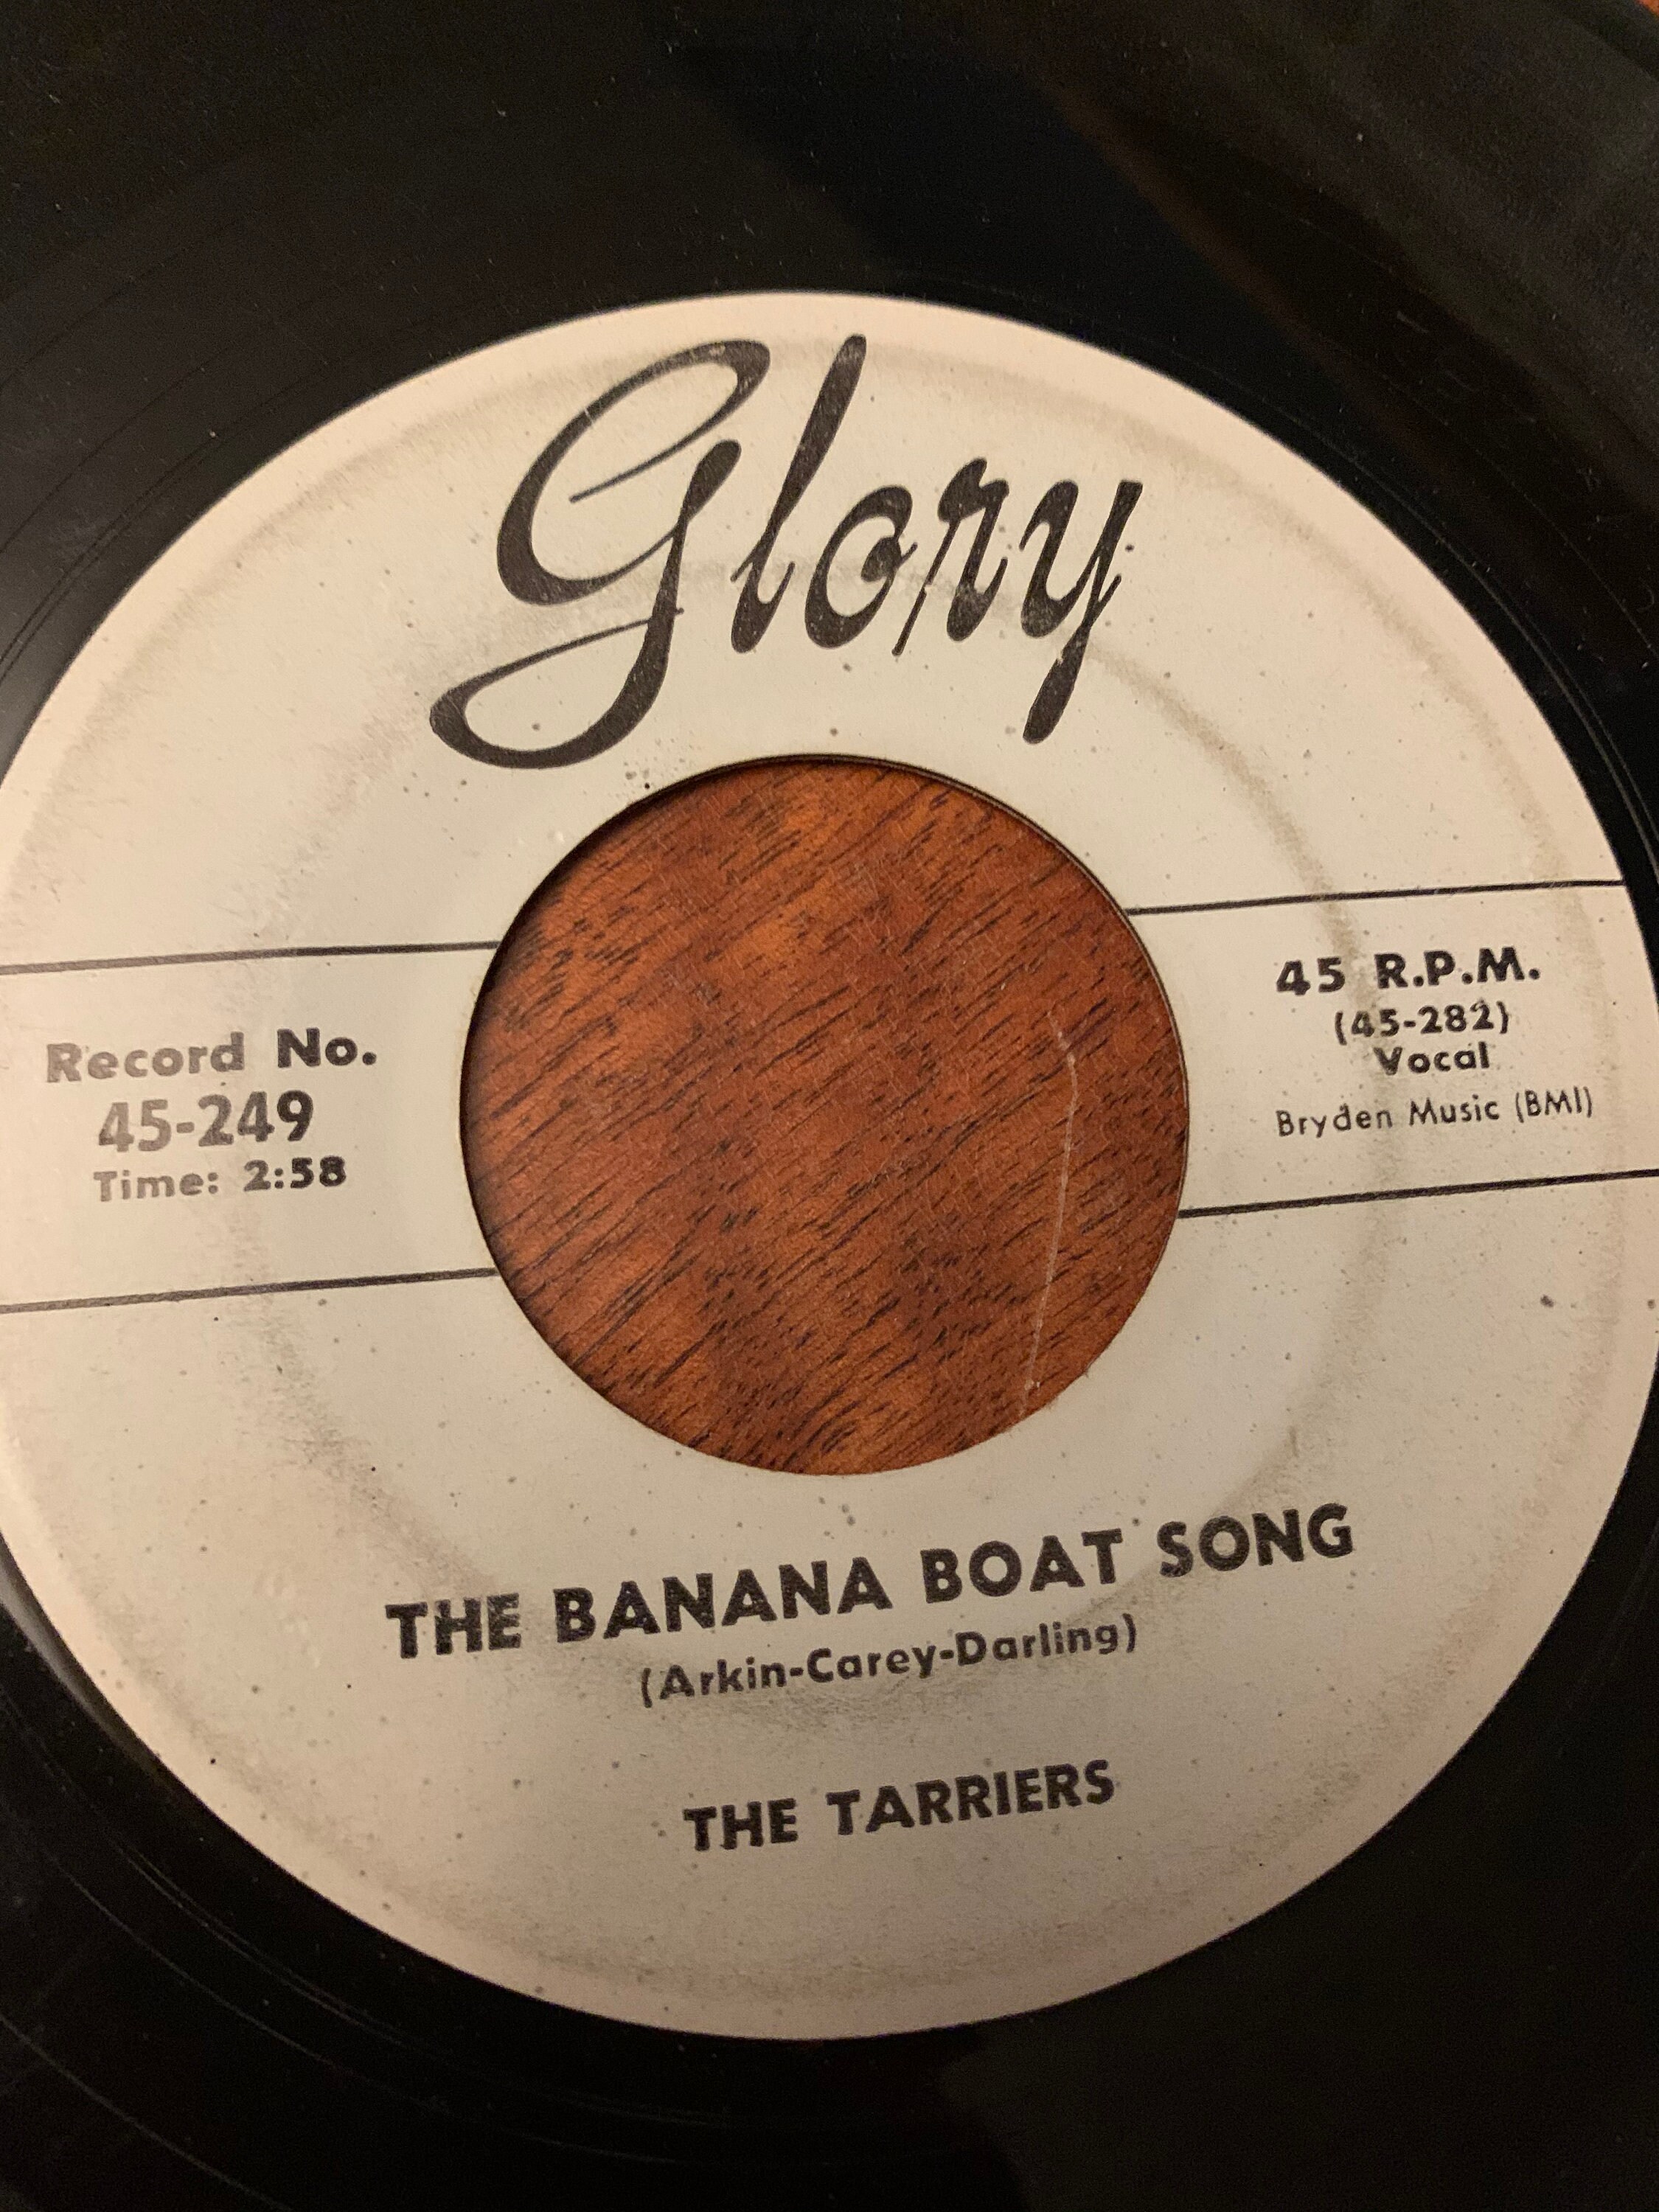 Glory
Record No.
45-249
Time: 2:58
45 R.P.M.
(45-282)
Vocal
Bryden Music (BMI)
THE BANANA BOAT SONG
(Arkin-Carey-Darling)
THE TARRIERS